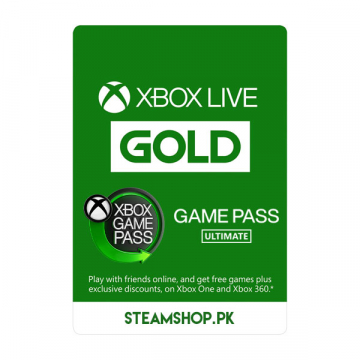 XBOX LIVE
GOLD
XBOX
GAME
PASS
GAME PASS
ULTIMATE
Play with friends online, and get free games plus
exclusive discounts, on Xbox One and Xbox 360.*
STEAMSHOP.PK